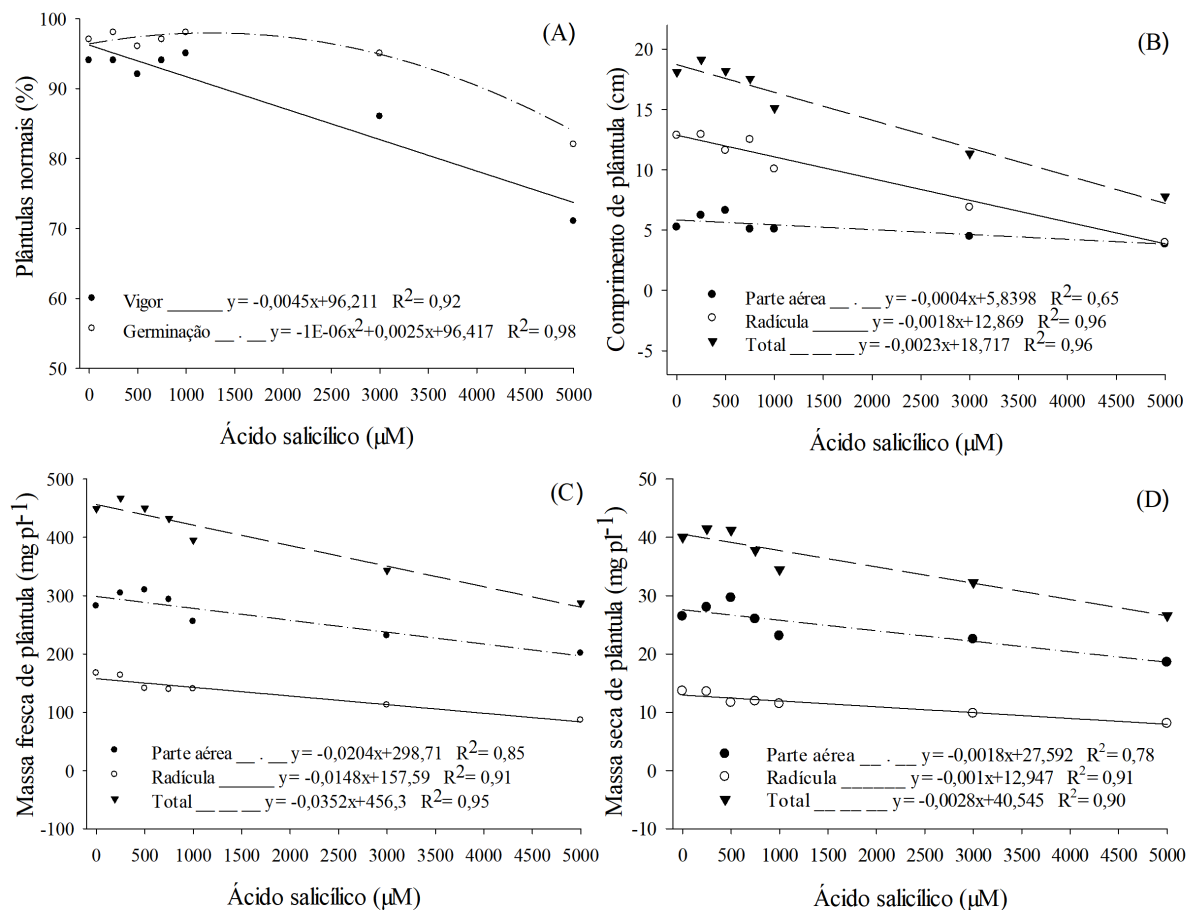 (A)
Plântulas normais (%)
100
90
80
70
60
50
Vigor ______ y= -0,0045x+96,211 R²= 0,92
Germinação __ . __ y= -1E-06x²+0,0025x+96,417 R²= 0,98
0 500 1000 1500 2000 2500 3000 3500 4000 4500 5000
Ácido salicílico (μM)
(B)
Comprimento de plântula (cm)
20
15
10
5
0
-5
Parte aérea __ . __ y= -0,0004x+5,8398 R²= 0,65
Radícula ______ y= -0,0018x+12,869 R²= 0,96
Total __ __ __ y= -0,0023x+18,717 R²= 0,96
0 500 1000 1500 2000 2500 3000 3500 4000 4500 5000
Ácido salicílico (μM)
(C)
Massa fresca de plântula (mg pl⁻¹)
500
400
300
200
100
0
-100
Parte aérea __ . __ y= -0,0204x+298,71 R²= 0,85
Radícula ______ y= -0,0148x+157,59 R²= 0,91
Total __ __ __ y= -0,0352x+456,3 R²= 0,95
0 500 1000 1500 2000 2500 3000 3500 4000 4500 5000
Ácido salicílico (μM)
(D)
Massa seca de plântula (mg pl⁻¹)
50
40
30
20
10
0
-10
Parte aérea __ . __ y= -0,0018x+27,592 R²= 0,78
Radícula ______ y= -0,001x+12,947 R²= 0,91
Total __ __ __ y= -0,0028x+40,545 R²= 0,90
0 500 1000 1500 2000 2500 3000 3500 4000 4500 5000
Ácido salicílico (μM)